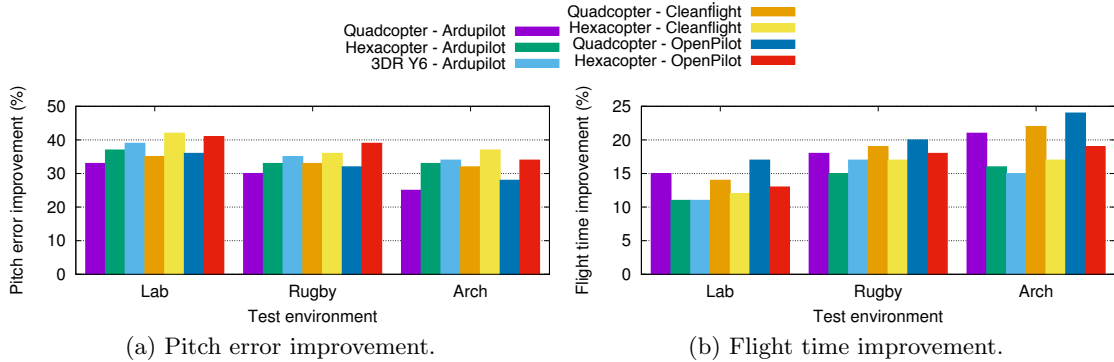 Quadcopter - Ardupilot
Hexacopter - Ardupilot
3DR Y6 - Ardupilot
Quadcopter - Cleanflight
Hexacopter - Cleanflight
Quadcopter - OpenPilot
Hexacopter - OpenPilot
Pitch error improvement (%)
50
40
30
20
10
0
Lab
Rugby
Arch
Test environment
(a) Pitch error improvement.
Flight time improvement (%)
25
20
15
10
5
0
Lab
Rugby
Arch
Test environment
(b) Flight time improvement.